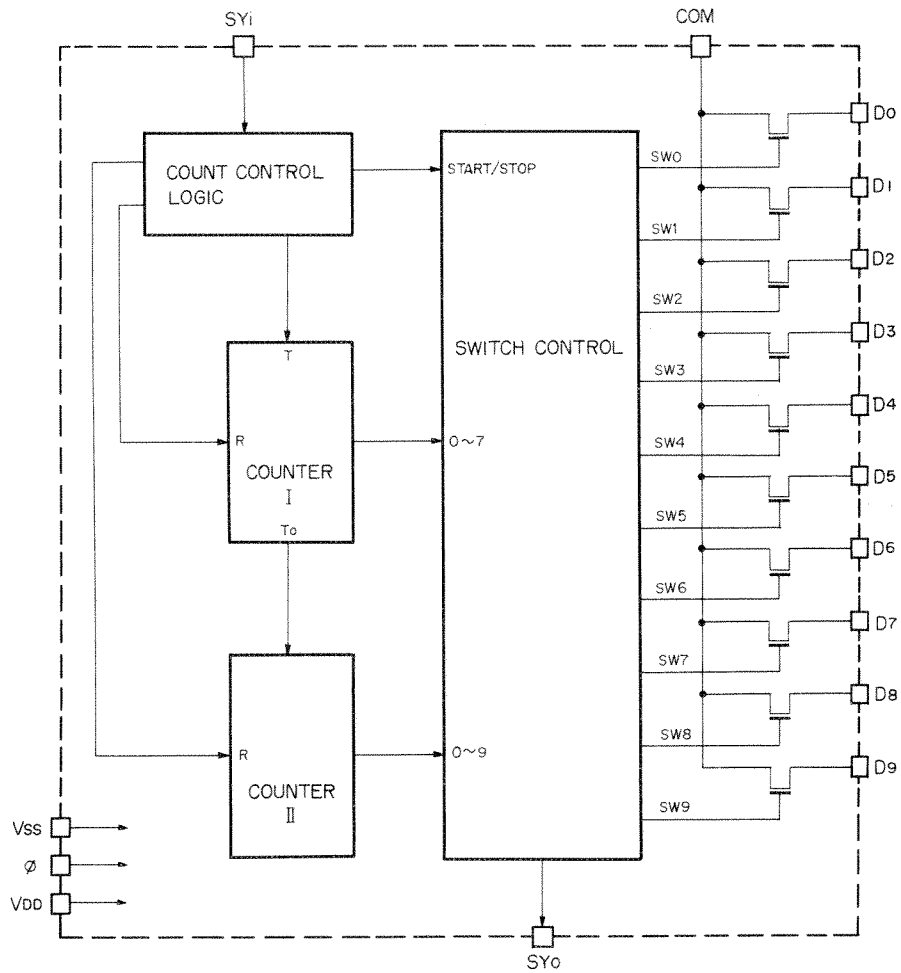 SYi
COM
D0
COUNT CONTROL
LOGIC
START/STOP
SW0
D1
SW1
D2
SW2
D3
T
SWITCH CONTROL
SW3
D4
R
0~7
SW4
COUNTER
I
D5
To
SW5
D6
SW6
D7
SW7
D8
R
0~9
SW8
D9
COUNTER
II
SW9
VSS
ø
VDD
SYo